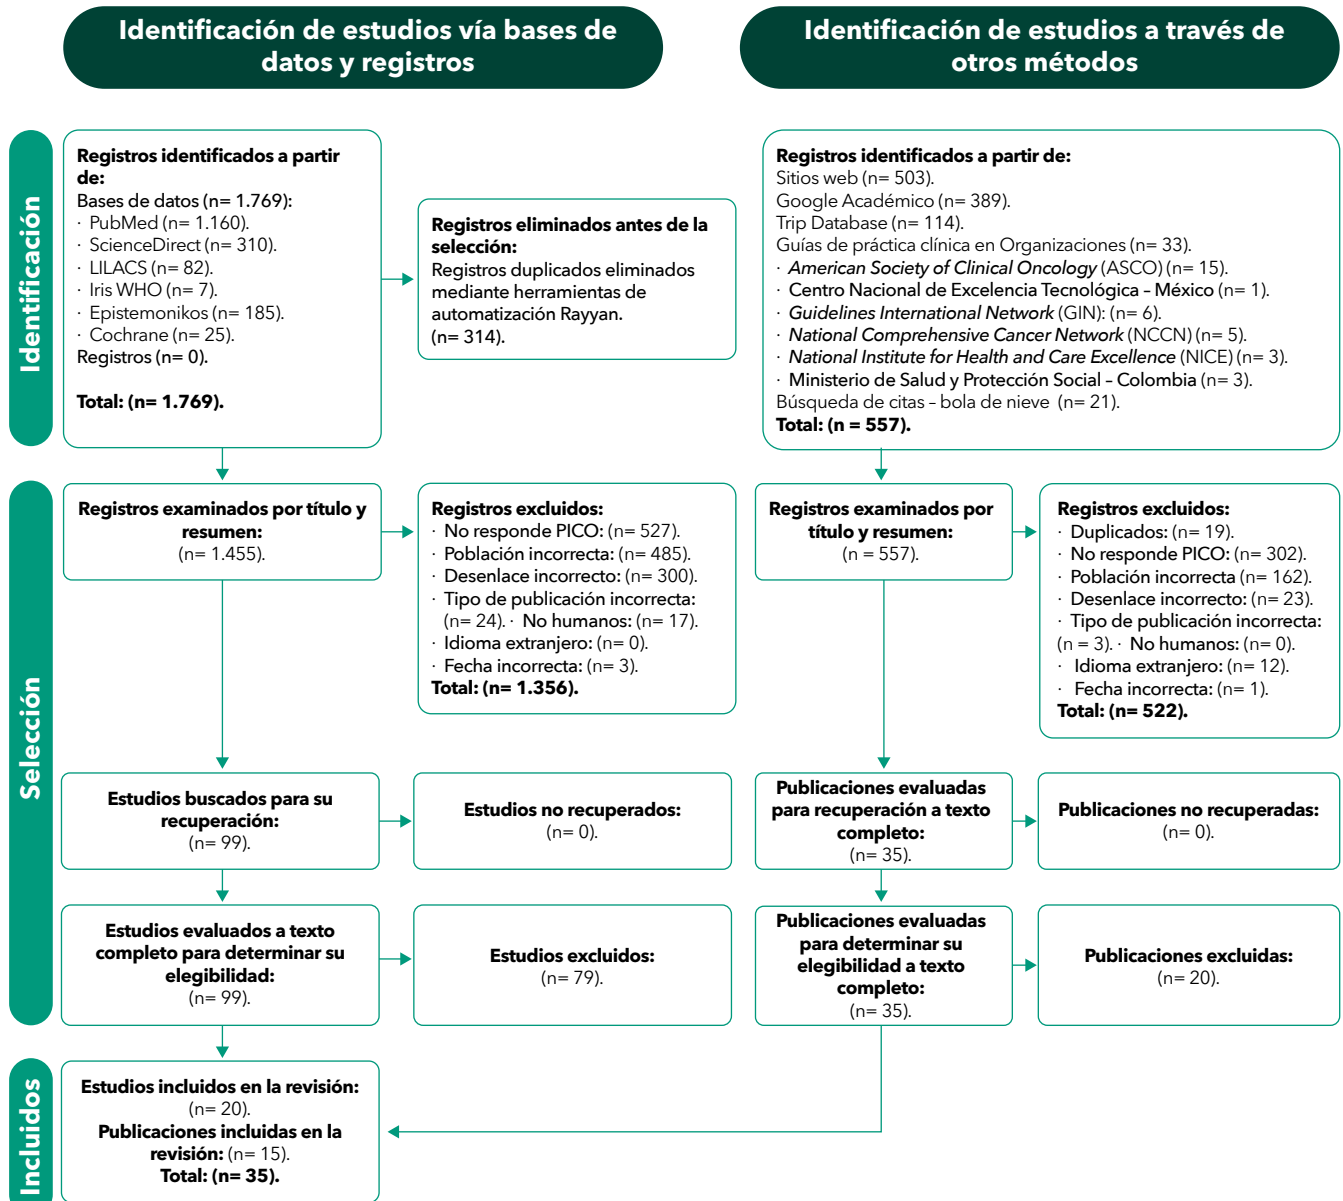 Identificación de estudios vía bases de
datos y registros
Identificación de estudios a través de
otros métodos
Identificación
Registros identificados a partir
de:
Bases de datos (n= 1.769):
· PubMed (n= 1.160).
· ScienceDirect (n= 310).
· LILACS (n= 82).
· Iris WHO (n= 7).
· Epistemonikos (n= 185).
· Cochrane (n= 25).
Registros (n= 0).
Total: (n= 1.769).
Registros eliminados antes de la
selección:
Registros duplicados eliminados
mediante herramientas de
automatización Rayyan.
(n= 314).
Registros identificados a partir de:
Sitios web (n= 503).
Google Académico (n= 389).
Trip Database (n= 114).
Guías de práctica clínica en Organizaciones (n= 33).
· American Society of Clinical Oncology (ASCO) (n= 15).
· Centro Nacional de Excelencia Tecnológica – México (n= 1).
· Guidelines International Network (GIN): (n= 6).
· National Comprehensive Cancer Network (NCCN) (n= 5).
· National Institute for Health and Care Excellence (NICE) (n= 3).
· Ministerio de Salud y Protección Social – Colombia (n= 3).
Búsqueda de citas – bola de nieve (n= 21).
Total: (n = 557).
Selección
Registros examinados por título y
resumen:
(n= 1.455).
Registros excluidos:
· No responde PICO: (n= 527).
· Población incorrecta: (n= 485).
· Desenlace incorrecto: (n= 300).
· Tipo de publicación incorrecta:
(n= 24). · No humanos: (n= 17).
· Idioma extranjero: (n= 0).
· Fecha incorrecta: (n= 3).
Total: (n= 1.356).
Registros examinados por
título y resumen:
(n = 557).
Registros excluidos:
· Duplicados: (n= 19).
· No responde PICO: (n= 302).
· Población incorrecta (n= 162).
· Desenlace incorrecto: (n= 23).
· Tipo de publicación incorrecta:
(n = 3). · No humanos: (n= 0).
· Idioma extranjero: (n= 12).
· Fecha incorrecta: (n= 1).
Total: (n= 522).
Estudios buscados para su
recuperación:
(n= 99).
Estudios no recuperados:
(n= 0).
Publicaciones evaluadas
para recuperación a texto
completo:
(n= 35).
Publicaciones no recuperadas:
(n= 0).
Estudios evaluados a texto
completo para determinar su
elegibilidad:
(n= 99).
Estudios excluidos:
(n= 79).
Publicaciones evaluadas
para determinar su
elegibilidad a texto
completo:
(n= 35).
Publicaciones excluidas:
(n= 20).
Incluidos
Estudios incluidos en la revisión:
(n= 20).
Publicaciones incluidas en la
revisión: (n= 15).
Total: (n= 35).